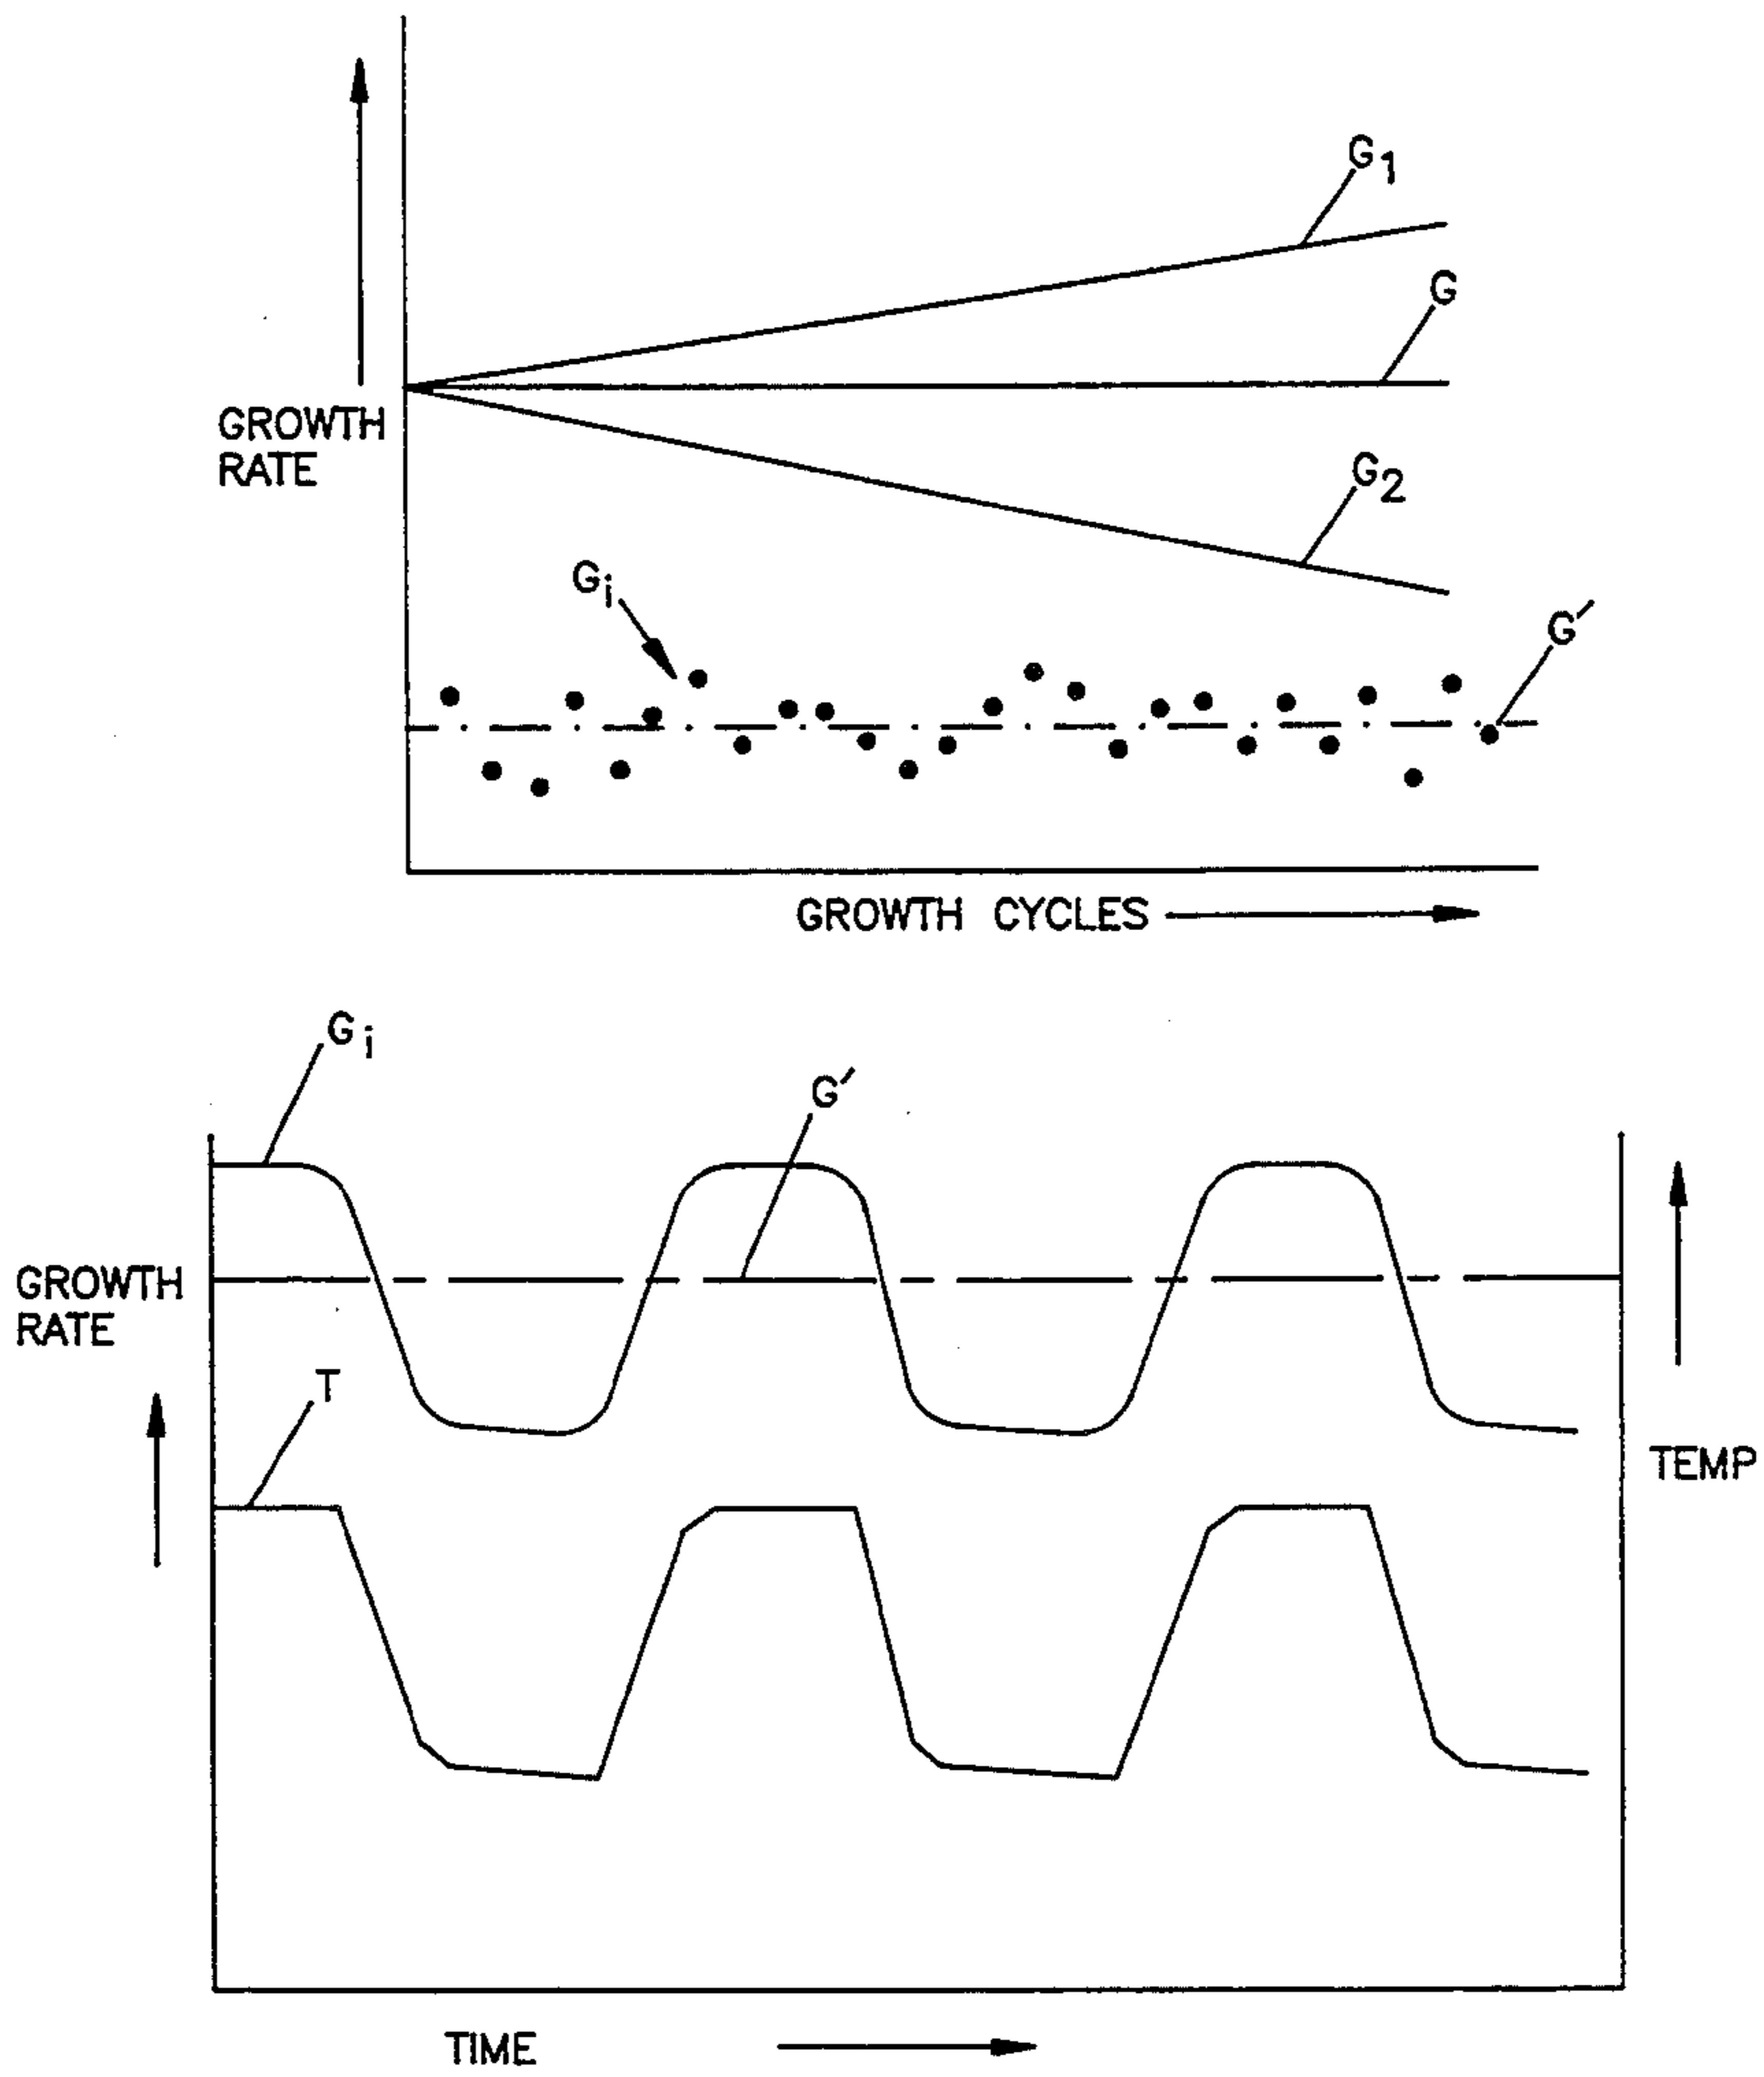 G₁
G
GROWTH
RATE
G₂
Gᵢ
G′
GROWTH CYCLES
Gᵢ
G′
GROWTH
RATE
T
TEMP
TIME